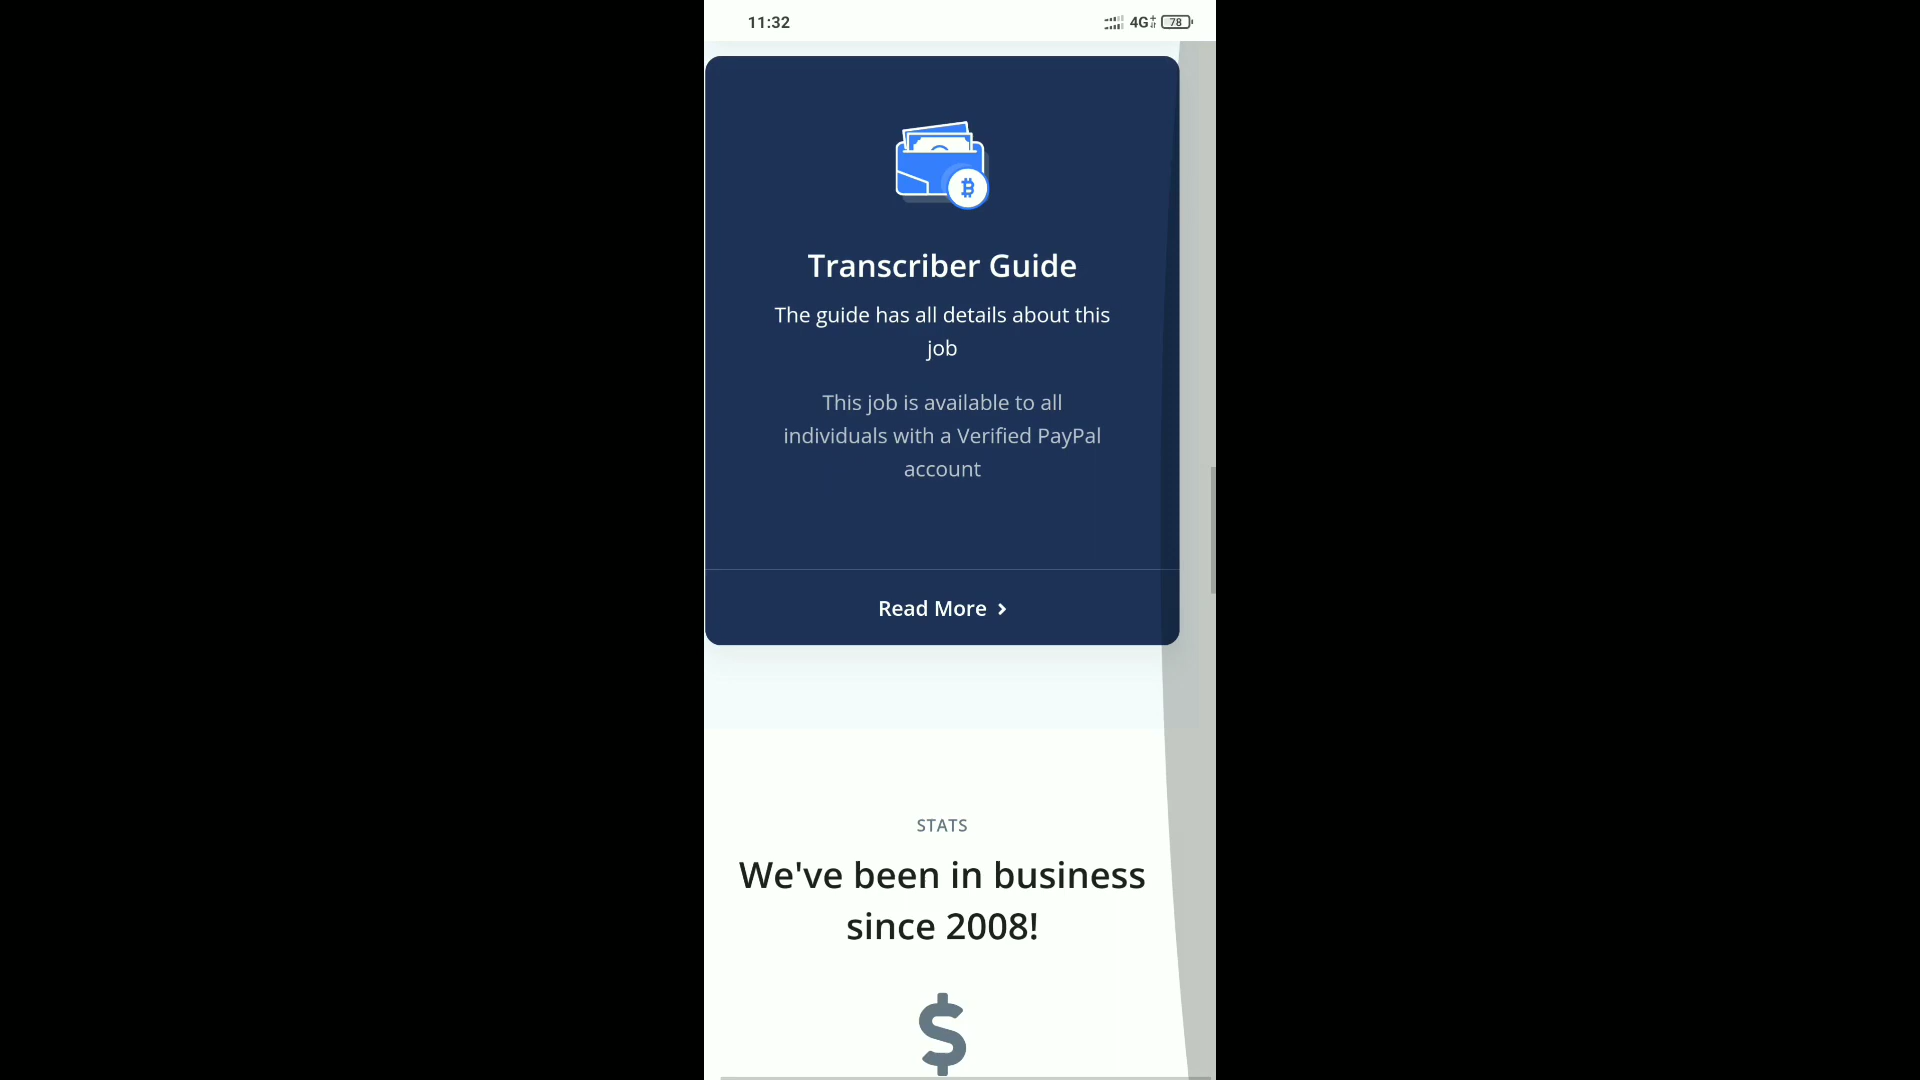 11:32
4G+
78
Transcriber Guide
The guide has all details about this
job
This job is available to all
individuals with a Verified PayPal
account
Read More
STATS
We've been in business
since 2008!